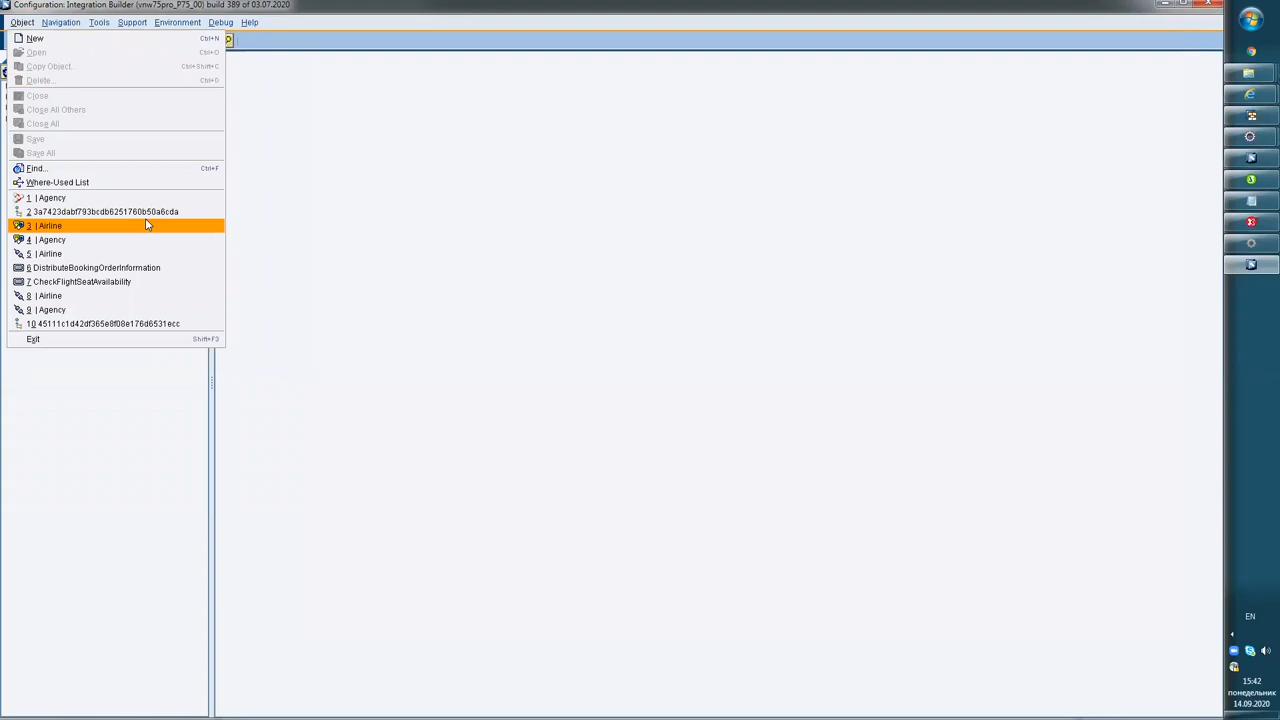 Configuration: Integration Builder (vnw75pro_P75_00) build 389 of 03.07.2020
Object Navigation Tools Support Environment Debug Help
New Ctrl+N
Open Ctrl+O
Copy Object... Ctrl+Shift+C
Delete... Ctrl+D
Close
Close All Others
Close All
Save
Save All
Find... Ctrl+F
Where-Used List
1 | Agency
2 3a7423dabf793bcdb6251760b50a6cda
3 | Airline
4 | Agency
5 | Airline
6 DistributeBookingOrderInformation
7 CheckFlightSeatAvailability
8 | Airline
9 | Agency
10 45111c1d42df365e8f08e176d6531ecc
Exit Shift+F3
EN
15:42
понедельник
14.09.2020